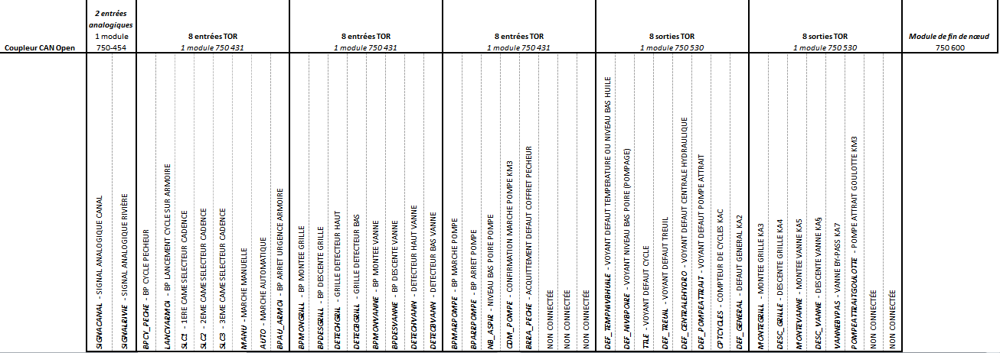 Coupleur CAN Open
2 entrées
analogiques
1 module
750-454
8 entrées TOR
1 module 750 431
8 entrées TOR
1 module 750 431
8 entrées TOR
1 module 750 431
8 sorties TOR
1 module 750 530
8 sorties TOR
1 module 750 530
Module de fin de nœud
750 600
SIGNACANAL - SIGNAL ANALOGIQUE CANAL
SIGNALRIVIE - SIGNAL ANALOGIQUE RIVIÈRE
BPCY_PECHE - BP CYCLE PECHEUR
LANCYARMOI - BP LANCEMENT CYCLE SUR ARMOIRE
SLC1 - 1ERE CAME SELECTEUR CADENCE
SLC2 - 2EME CAME SELECTEUR CADENCE
SLC3 - 3EME CAME SELECTEUR CADENCE
MANU - MARCHE MANUELLE
AUTO - MARCHE AUTOMATIQUE
BPAU_ARMOI - BP ARRET URGENCE ARMOIRE
BPMONGRILL - BP MONTEE GRILLE
BPDESGRILL - BP DESCENTE GRILLE
DETECHGRIL - GRILLE DETECTEUR HAUT
DETECBGRILL - GRILLE DETECTEUR BAS
BPMONVANNE - BP MONTEE VANNE
BPDESVANNE - BP DESCENTE VANNE
DETECHVANN - DETECTEUR HAUT VANNE
DETECBVANN - DETECTEUR BAS VANNE
BPMARPOMPE - BP MARCHE POMPE
BPARRPOMPE - BP ARRET POMPE
NB_ASPIR - NIVEAU BAS POIRE POMPE
CDM_POMPE - CONFIRMATION MARCHE POMPE KM3
BRRA_PECHE - ACQUITTEMENT DEFAUT COFFRET PECHEUR
NON CONNECTÉE
NON CONNECTÉE
NON CONNECTÉE
DEF_TEMPNIVBHUILE - VOYANT DEFAUT TEMPERATURE OU NIVEAU BAS HUILE
DEF_NIVBPOIRE - VOYANT NIVEAU BAS POIRE (POMPAGE)
TILE - VOYANT DEFAUT CYCLE
DEF_TREUIL - VOYANT DEFAUT TREUIL
DEF_CENTRALEHYDRO - VOYANT DEFAUT CENTRALE HYDRAULIQUE
DEF_POMPEATTRAIT - VOYANT DEFAUT POMPE ATTRAIT
CPTCYCLES - COMPTEUR DE CYCLES KAC
DEF_GENERAL - DEFAUT GENERAL KA2
MONTEGRILL - MONTEE GRILLE KA3
DESC_GRILLE - DESCENTE GRILLE KA4
MONTEVANNE - MONTEE VANNE KA5
DESC_VANNE - DESCENTE VANNE KA§
VANNEBYPAS - VANNE BY-PASS KA7
POMPEATTRAITGOULOTTE - POMPE ATTRAIT GOULOTTE KM3
NON CONNECTÉE
NON CONNECTÉE